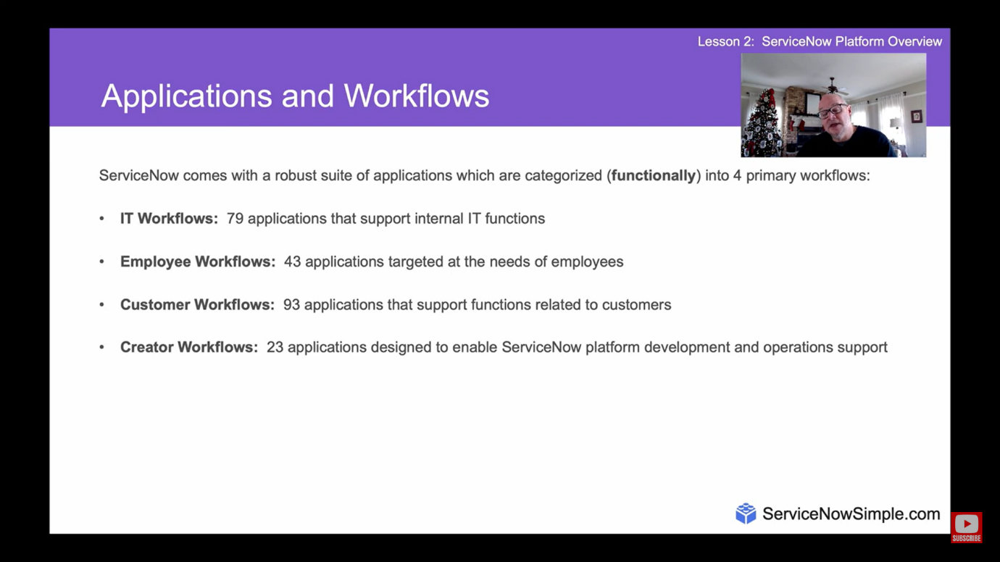 Lesson 2: ServiceNow Platform Overview
Applications and Workflows
ServiceNow comes with a robust suite of applications which are categorized (functionally) into 4 primary workflows:
• IT Workflows: 79 applications that support internal IT functions
• Employee Workflows: 43 applications targeted at the needs of employees
• Customer Workflows: 93 applications that support functions related to customers
• Creator Workflows: 23 applications designed to enable ServiceNow platform development and operations support
ServiceNowSimple.com
SUBSCRIBE